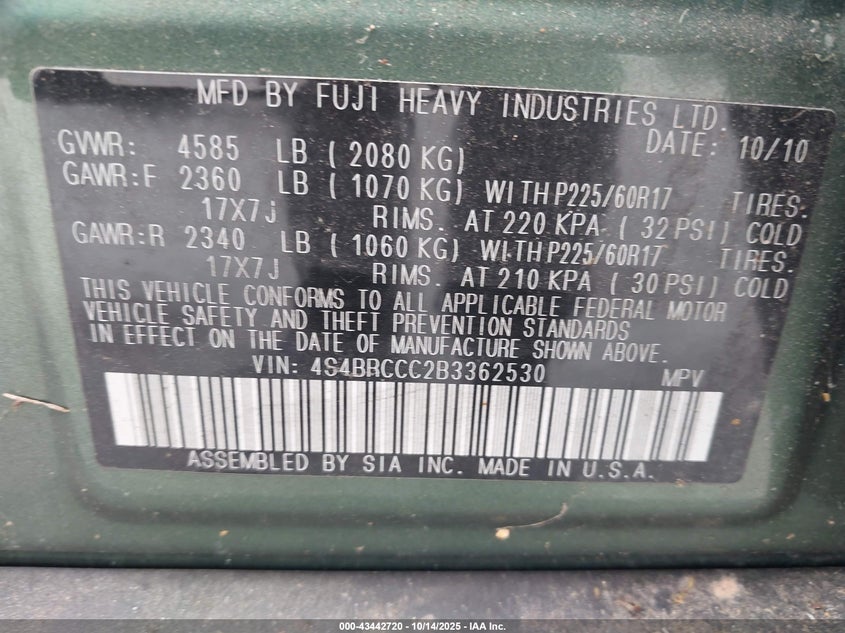 MFD BY FUJI HEAVY INDUSTRIES LTD.
DATE: 10/10
GVWR: 4585 LB ( 2080 KG)
GAWR:F 2360 LB ( 1070 KG) WITH P225/60R17 TIRES.
17X7J RIMS. AT 220 KPA ( 32 PSI) COLD
GAWR:R 2340 LB ( 1060 KG) WITH P225/60R17 TIRES.
17X7J RIMS. AT 210 KPA ( 30 PSI) COLD
THIS VEHICLE CONFORMS TO ALL APPLICABLE FEDERAL MOTOR
VEHICLE SAFETY AND THEFT PREVENTION STANDARDS
IN EFFECT ON THE DATE OF MANUFACTURE SHOWN ABOVE.
VIN: 4S4BRCCC2B3362530 MPV
ASSEMBLED BY SIA INC. MADE IN U.S.A.
000-43442720 | 10/14/2025 | IAA Inc.